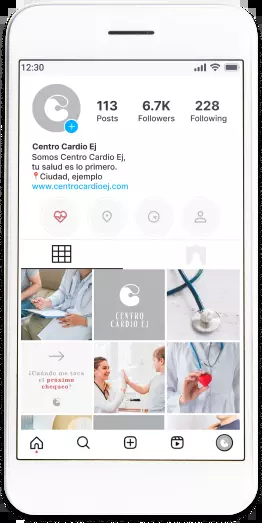 12:30
113 6.7K 228
Posts Followers Following
Centro Cardio Ej
Somos Centro Cardio Ej,
tu salud es lo primero.
📍Ciudad, ejemplo
www.centrocardioej.com
CENTRO
CARDIO EJ
¿Cuándo me toca
el próximo
chequeo?